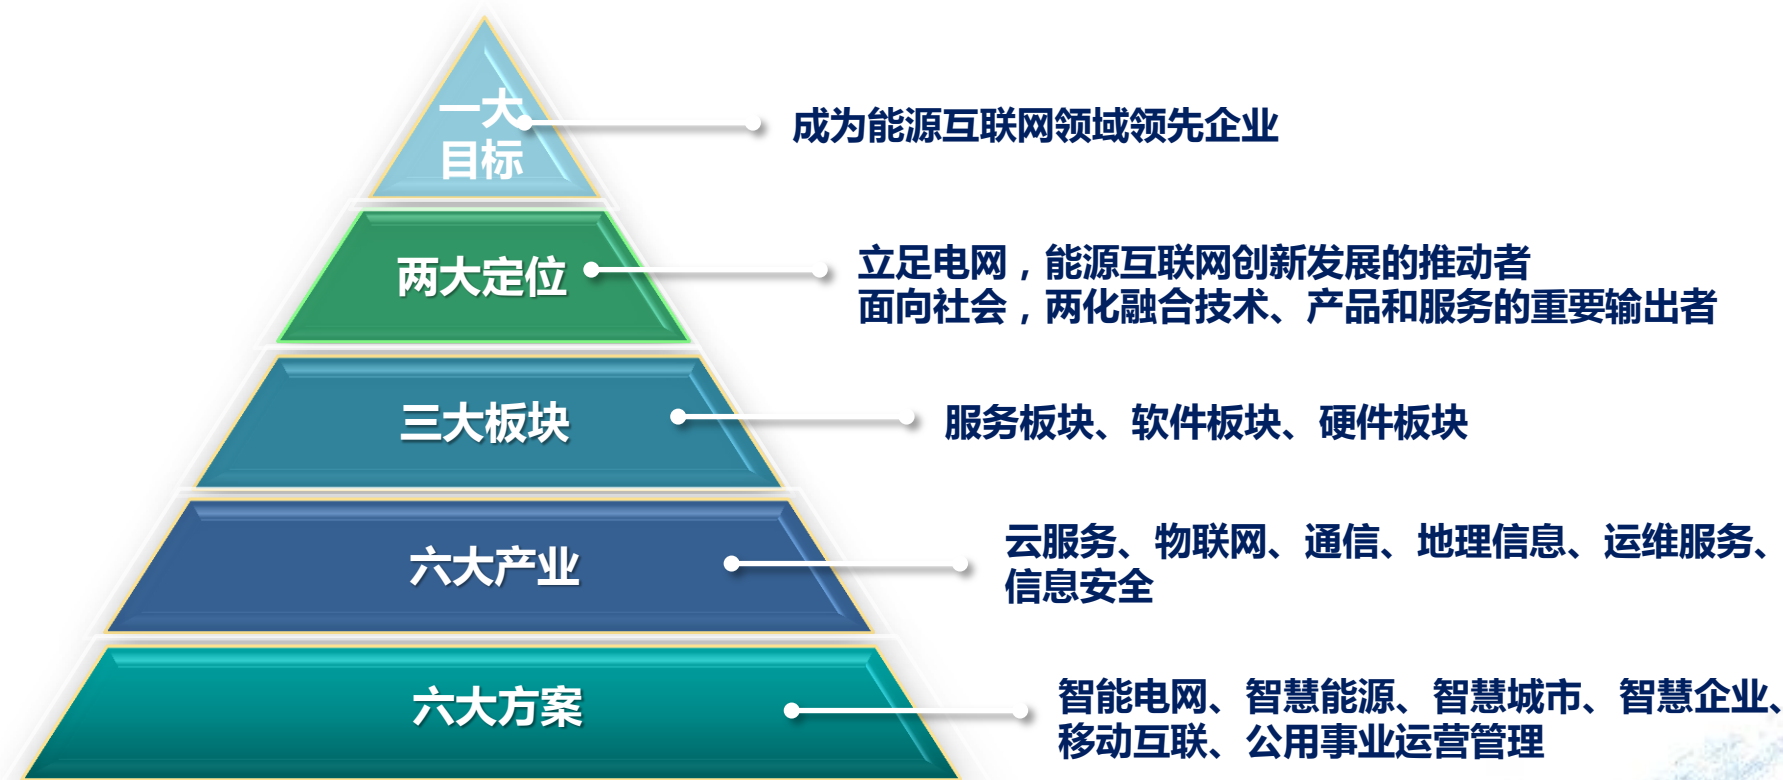 一大
目标
成为能源互联网领域领先企业
两大定位
立足电网，能源互联网创新发展的推动者
面向社会，两化融合技术、产品和服务的重要输出者
三大板块
服务板块、软件板块、硬件板块
六大产业
云服务、物联网、通信、地理信息、运维服务、
信息安全
六大方案
智能电网、智慧能源、智慧城市、智慧企业、
移动互联、公用事业运营管理